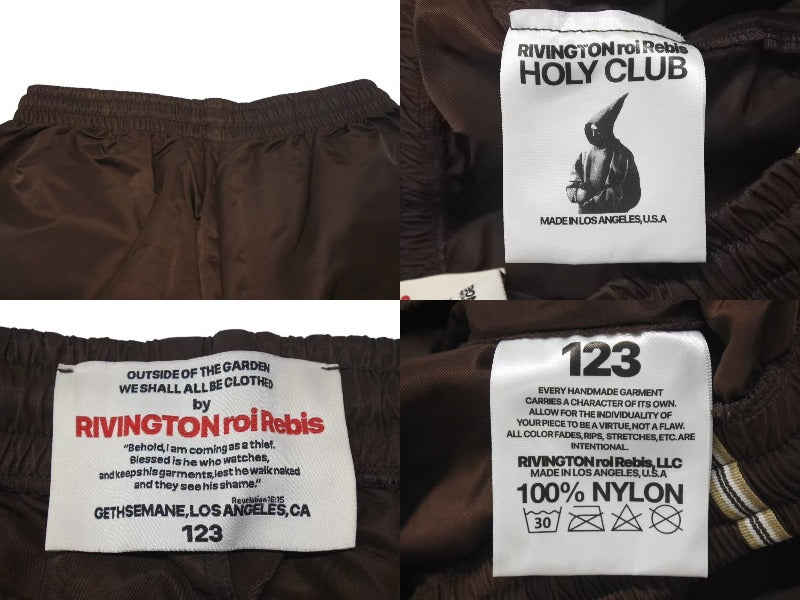 RIVINGTON roi Rebis
HOLY CLUB
MADE IN LOS ANGELES, U.S.A
OUTSIDE OF THE GARDEN
WE SHALL ALL BE CLOTHED
by
RIVINGTON roi Rebis
"Behold, I am coming as a thief.
Blessed is he who watches,
and keeps his garments, lest he walk naked
and they see his shame."
Revelation 16:15
GETHSEMANE, LOS ANGELES, CA
123
123
EVERY HANDMADE GARMENT
CARRIES A CHARACTER OF ITS OWN.
ALLOW FOR THE INDIVIDUALITY OF
YOUR PIECE TO BE A VIRTUE, NOT A FLAW.
ALL COLOR FADES, RIPS, STRETCHES, ETC. ARE
INTENTIONAL.
RIVINGTON roi Rebis, LLC
MADE IN LOS ANGELES, U.S.A
100% NYLON
30